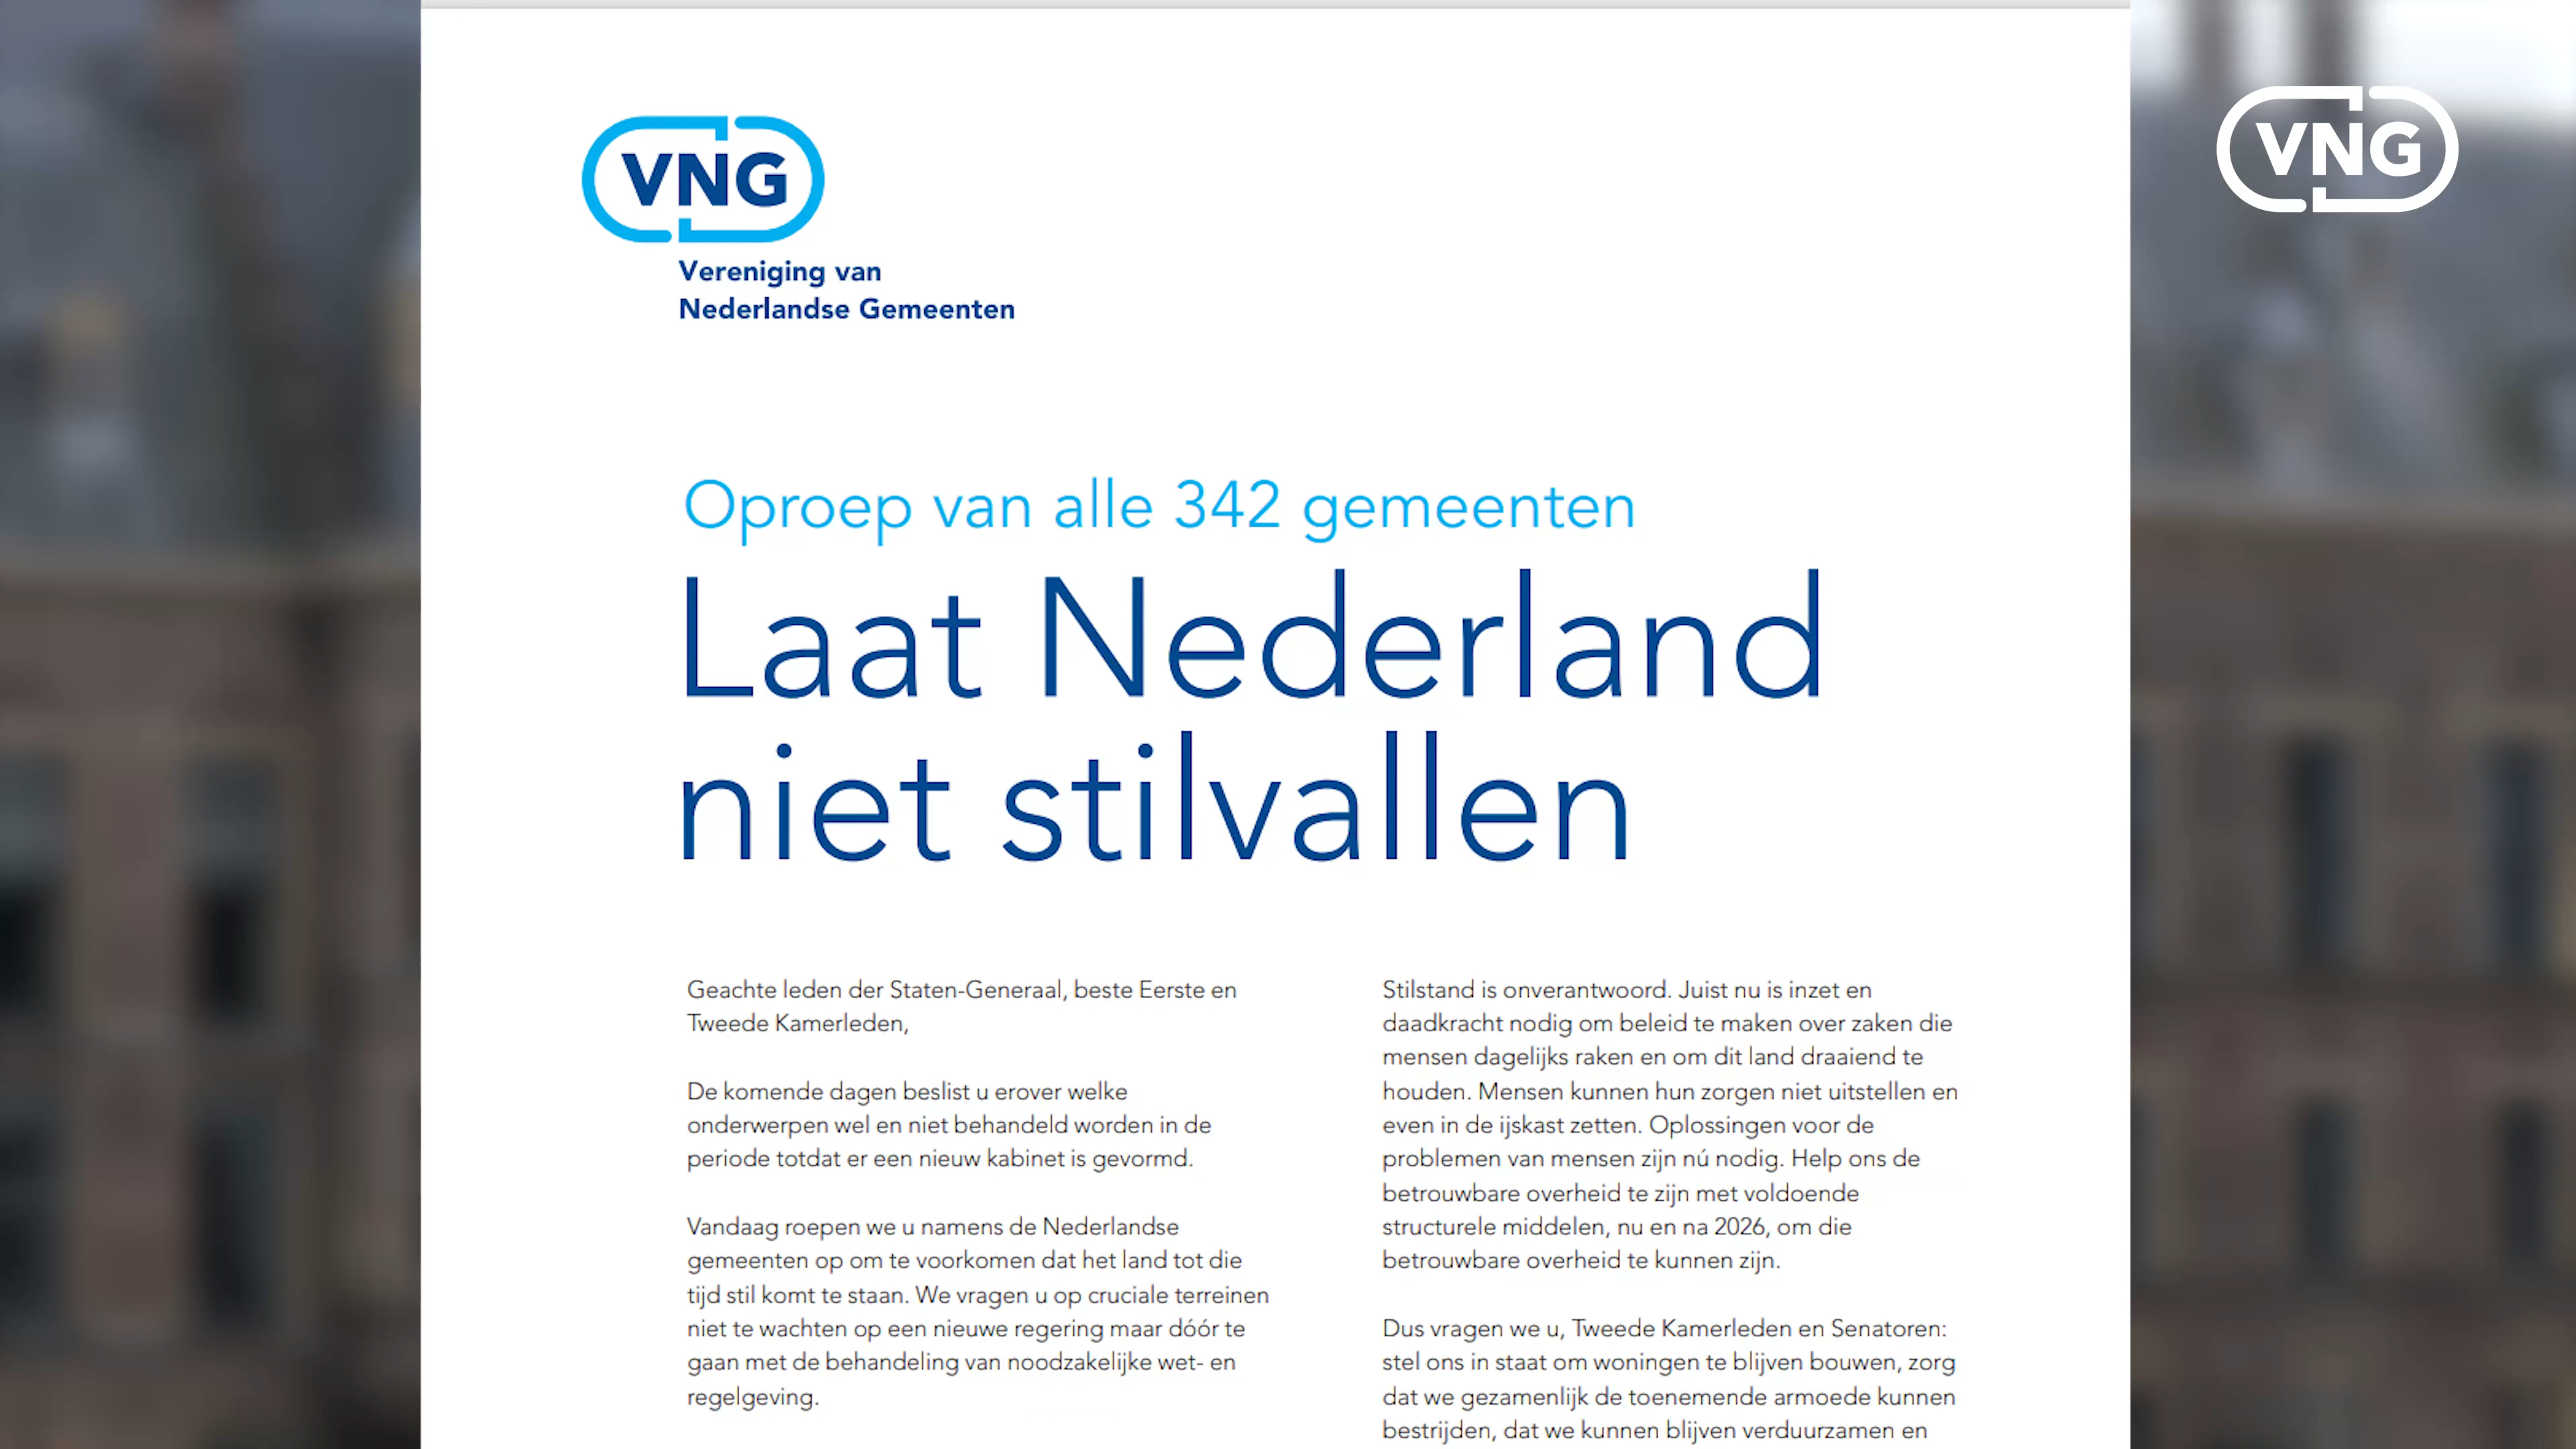 VNG
Vereniging van
Nederlandse Gemeenten
VNG
Oproep van alle 342 gemeenten
Laat Nederland
niet stilvallen
Geachte leden der Staten-Generaal, beste Eerste en
Tweede Kamerleden,
De komende dagen beslist u erover welke
onderwerpen wel en niet behandeld worden in de
periode totdat er een nieuw kabinet is gevormd.
Vandaag roepen we u namens de Nederlandse
gemeenten op om te voorkomen dat het land tot die
tijd stil komt te staan. We vragen u op cruciale terreinen
niet te wachten op een nieuwe regering maar dóór te
gaan met de behandeling van noodzakelijke wet- en
regelgeving.
Stilstand is onverantwoord. Juist nu is inzet en
daadkracht nodig om beleid te maken over zaken die
mensen dagelijks raken en om dit land draaiend te
houden. Mensen kunnen hun zorgen niet uitstellen en
even in de ijskast zetten. Oplossingen voor de
problemen van mensen zijn nú nodig. Help ons de
betrouwbare overheid te zijn met voldoende
structurele middelen, nu en na 2026, om die
betrouwbare overheid te kunnen zijn.
Dus vragen we u, Tweede Kamerleden en Senatoren:
stel ons in staat om woningen te blijven bouwen, zorg
dat we gezamenlijk de toenemende armoede kunnen
bestrijden, dat we kunnen blijven verduurzamen en